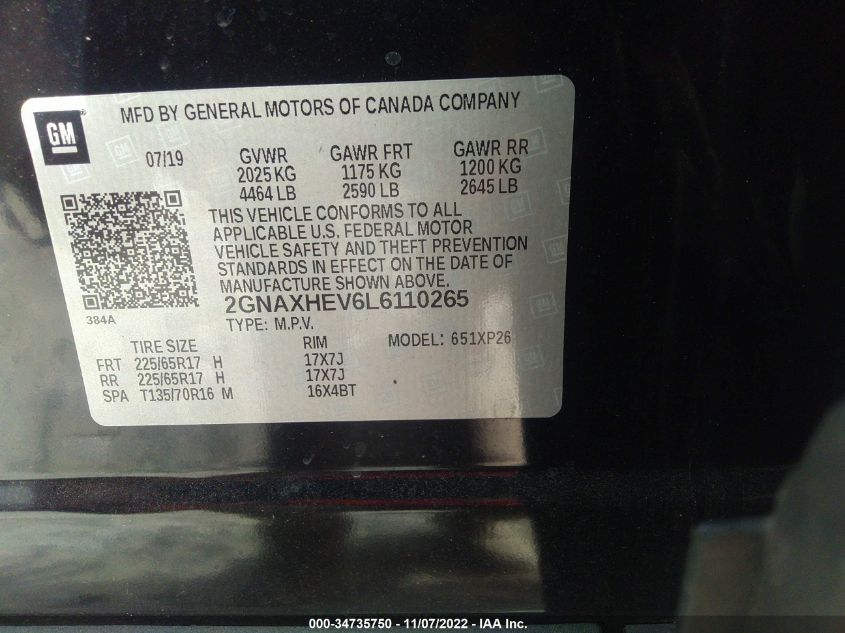 GM
MFD BY GENERAL MOTORS OF CANADA COMPANY
07/19 GVWR GAWR FRT GAWR RR
2025 KG 1175 KG 1200 KG
4464 LB 2590 LB 2645 LB
THIS VEHICLE CONFORMS TO ALL
APPLICABLE U.S. FEDERAL MOTOR
VEHICLE SAFETY AND THEFT PREVENTION
STANDARDS IN EFFECT ON THE DATE OF
MANUFACTURE SHOWN ABOVE.
2GNAXHEV6L6110265
384A
TYPE: M.P.V.
TIRE SIZE RIM MODEL: 651XP26
FRT 225/65R17 H 17X7J
RR 225/65R17 H 17X7J
SPA T135/70R16 M 16X4BT
000-34735750 - 11/07/2022 - IAA Inc.